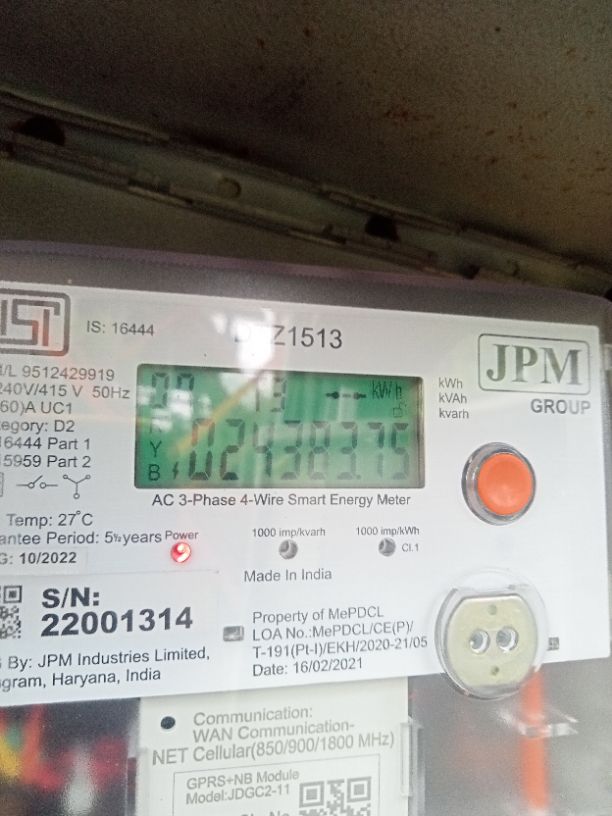 IS: 16444
Z1513
JPM
GROUP
/L 9512429919
240V/415 V 50Hz
60)A UC1
egory: D2
16444 Part 1
5959 Part 2
kWh
Y
B
02438375
kWh
kVAh
kvarh
AC 3-Phase 4-Wire Smart Energy Meter
Temp: 27°C
antee Period: 5½years
Power
G: 10/2022
1000 imp/kvarh
1000 imp/kWh
Cl.1
Made In India
S/N:
22001314
Property of MePDCL
LOA No.:MePDCL/CE(P)/
T-191(Pt-I)/EKH/2020-21/05
Date: 16/02/2021
By: JPM Industries Limited,
gram, Haryana, India
Communication:
WAN Communication-
NET Cellular(850/900/1800 MHz)
GPRS+NB Module
Model:JDGC2-11